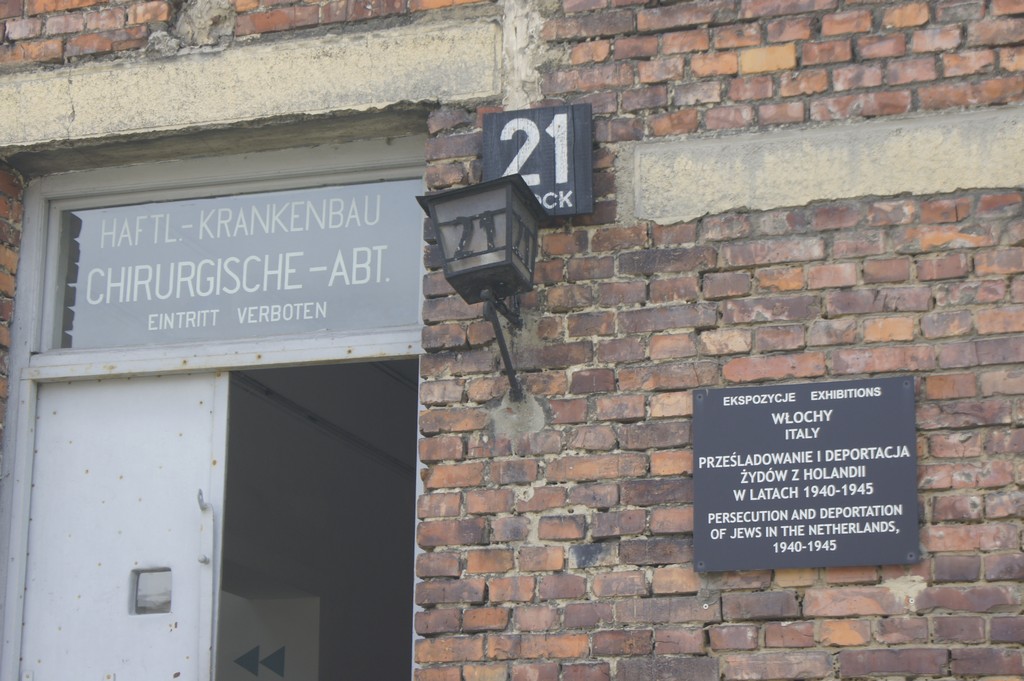 HAFTL.-KRANKENBAU
CHIRURGISCHE-ABT.
EINTRITT VERBOTEN
21
21
EKSPOZYCJE EXHIBITIONS
WŁOCHY
ITALY
PRZEŚLADOWANIE I DEPORTACJA
ŻYDÓW Z HOLANDII
W LATACH 1940-1945
PERSECUTION AND DEPORTATION
OF JEWS IN THE NETHERLANDS,
1940-1945